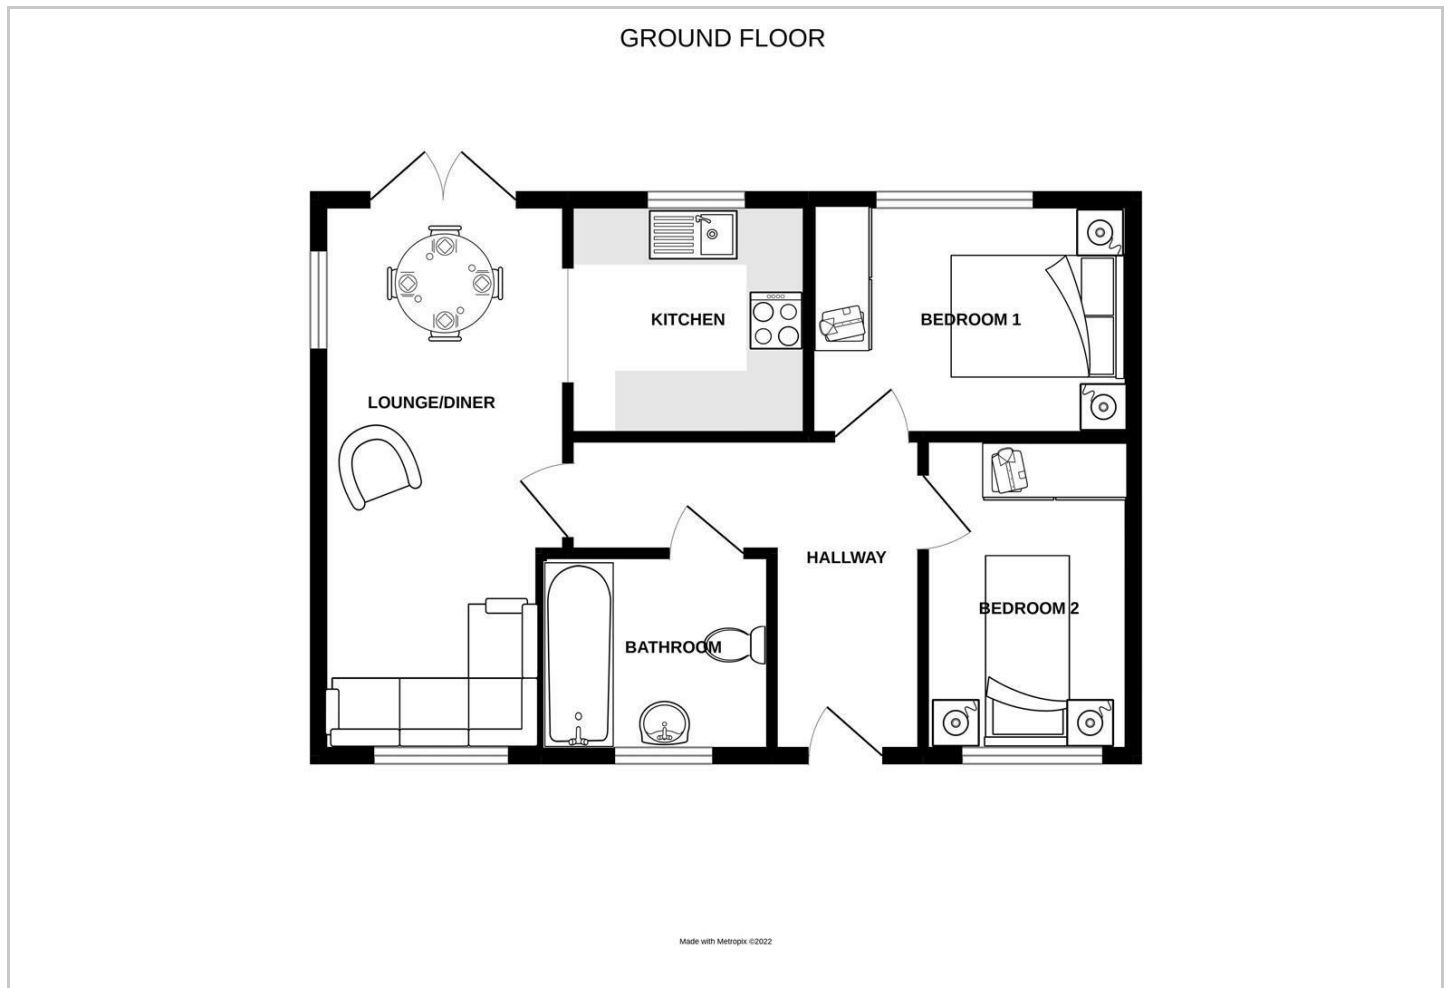 GROUND FLOOR
KITCHEN
BEDROOM 1
LOUNGE/DINER
HALLWAY
BEDROOM 2
BATHROOM
Made with Metropix ©2022